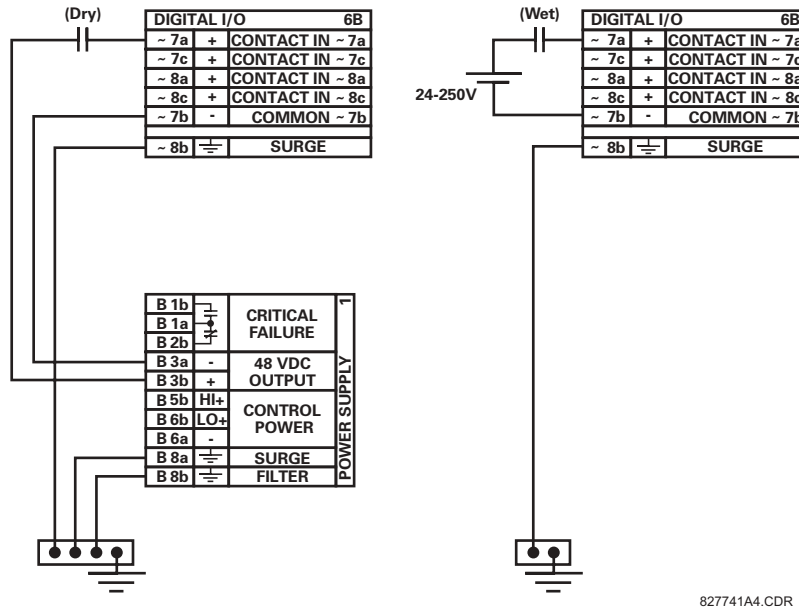 (Dry)
DIGITAL I/O 6B
~ 7a + CONTACT IN ~ 7a
~ 7c + CONTACT IN ~ 7c
~ 8a + CONTACT IN ~ 8a
~ 8c + CONTACT IN ~ 8c
~ 7b - COMMON ~ 7b
~ 8b SURGE
(Wet)
24-250V
DIGITAL I/O 6B
~ 7a + CONTACT IN ~ 7a
~ 7c + CONTACT IN ~ 7c
~ 8a + CONTACT IN ~ 8a
~ 8c + CONTACT IN ~ 8c
~ 7b - COMMON ~ 7b
~ 8b SURGE
B 1b
B 1a
B 2b
CRITICAL
FAILURE
B 3a -
B 3b +
48 VDC
OUTPUT
B 5b HI+
B 6b LO+
B 6a -
CONTROL
POWER
B 8a SURGE
B 8b FILTER
POWER SUPPLY 1
827741A4.CDR